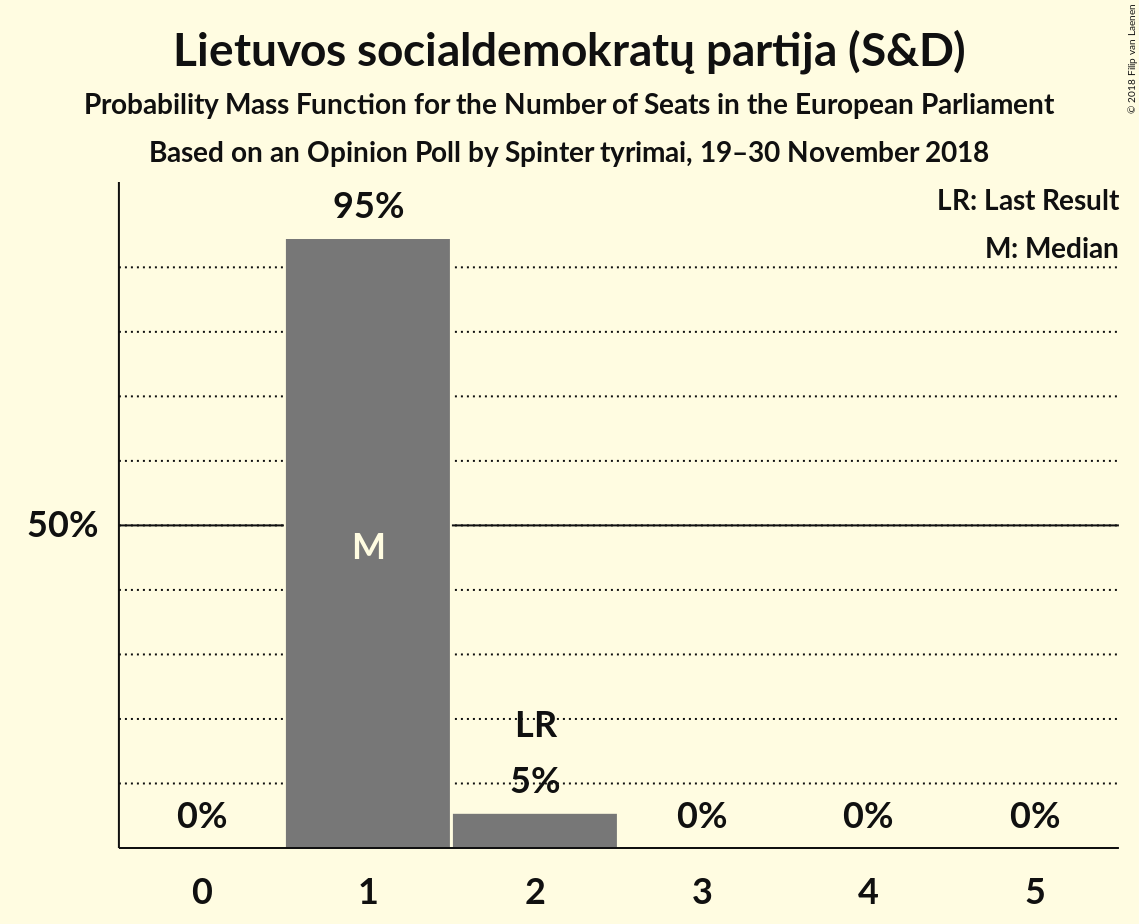 Lietuvos socialdemokratų partija (S&D)
Probability Mass Function for the Number of Seats in the European Parliament
Based on an Opinion Poll by Spinter tyrimai, 19–30 November 2018
© 2018 Filip van Laenen
LR: Last Result
M: Median
95%
50%
M
LR
5%
0%
0%
0%
0%
0
1
2
3
4
5